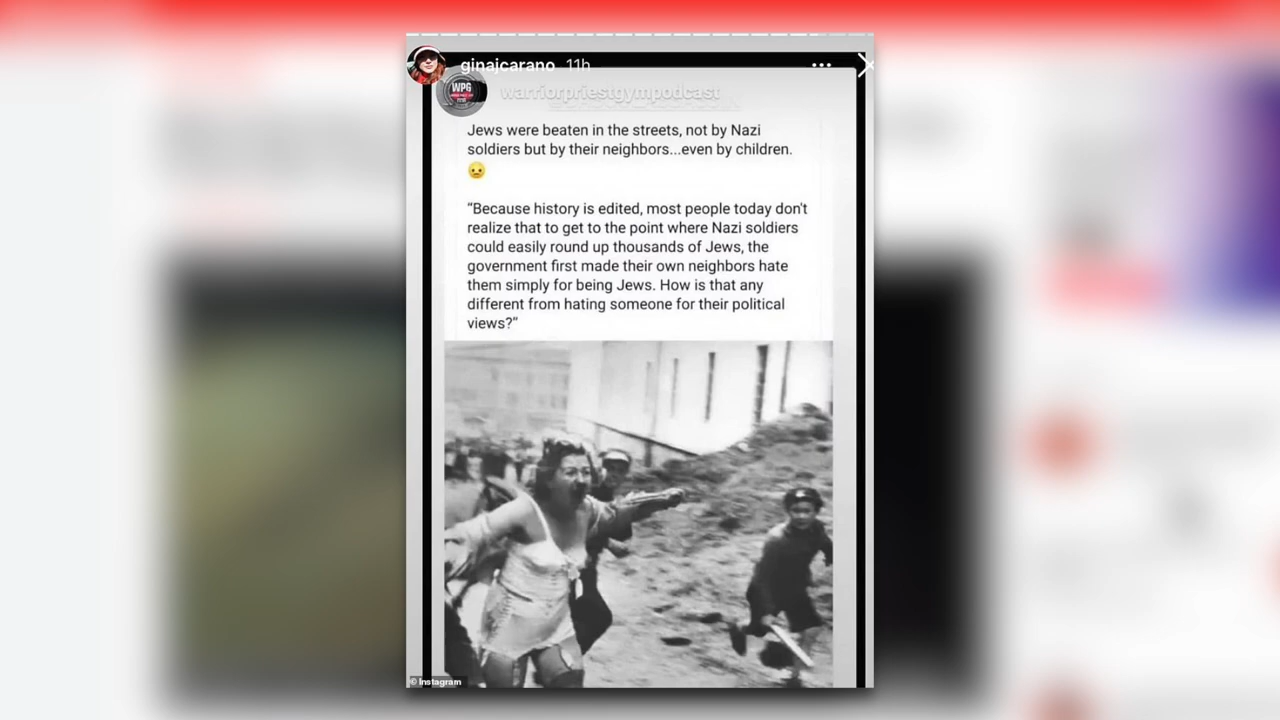 ginajcarano 11h
WPG
warriorpriestgympodcast
Jews were beaten in the streets, not by Nazi
soldiers but by their neighbors...even by children.
😟
“Because history is edited, most people today don't
realize that to get to the point where Nazi soldiers
could easily round up thousands of Jews, the
government first made their own neighbors hate
them simply for being Jews. How is that any
different from hating someone for their political
views?”
© Instagram